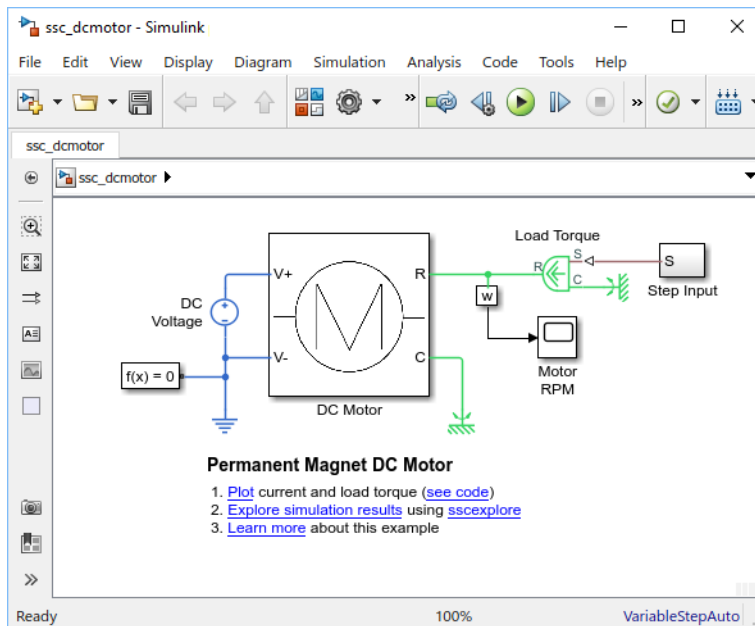 ssc_dcmotor - Simulink
File Edit View Display Diagram Simulation Analysis Code Tools Help
ssc_dcmotor
ssc_dcmotor
Load Torque
R
S
C
S
Step Input
DC
Voltage
V+
V-
R
C
w
f(x) = 0
DC Motor
Motor
RPM
Permanent Magnet DC Motor
1. Plot current and load torque (see code)
2. Explore simulation results using sscexplore
3. Learn more about this example
Ready 100% VariableStepAuto